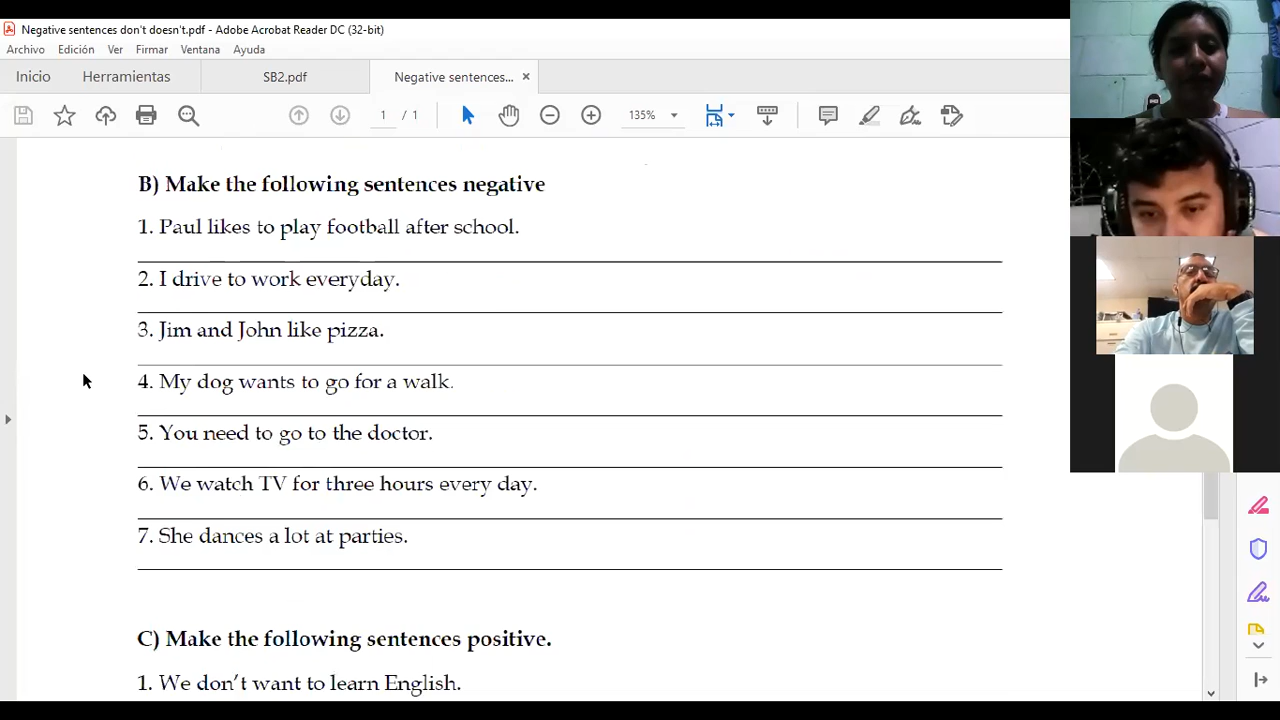 Negative sentences don't doesn't.pdf - Adobe Acrobat Reader DC (32-bit)
Archivo Edición Ver Firmar Ventana Ayuda
Inicio Herramientas SB2.pdf Negative sentences... ×
1 / 1 135%
B) Make the following sentences negative
1. Paul likes to play football after school.
2. I drive to work everyday.
3. Jim and John like pizza.
4. My dog wants to go for a walk.
5. You need to go to the doctor.
6. We watch TV for three hours every day.
7. She dances a lot at parties.
C) Make the following sentences positive.
1. We don't want to learn English.